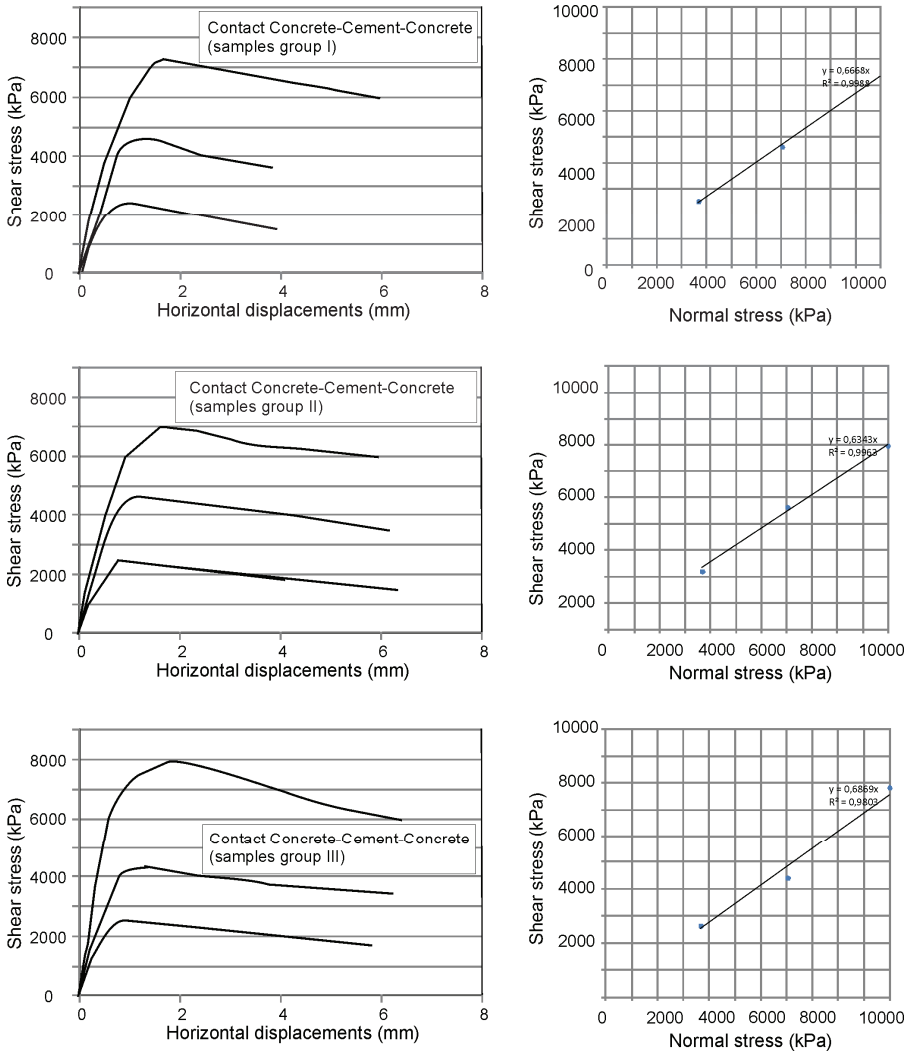 Contact Concrete-Cement-Concrete
(samples group I)
8000
6000
4000
2000
0
Shear stress (kPa)
0 2 4 6 8
Horizontal displacements (mm)
10000
8000
6000
4000
2000
0
Shear stress (kPa)
y = 0,6668x
R² = 0,9988
0 2000 4000 6000 8000 10000
Normal stress (kPa)
Contact Concrete-Cement-Concrete
(samples group II)
8000
6000
4000
2000
0
Shear stress (kPa)
0 2 4 6 8
Horizontal displacements (mm)
10000
8000
6000
4000
2000
Shear stress (kPa)
y = 0,6343x
R² = 0,9963
0 2000 4000 6000 8000 10000
Normal stress (kPa)
Contact Concrete-Cement-Concrete
(samples group III)
8000
6000
4000
2000
0
Shear stress (kPa)
0 2 4 6 8
Horizontal displacements (mm)
10000
8000
6000
4000
2000
Shear stress (kPa)
y = 0,6869x
R² = 0,9803
0 2000 4000 6000 8000 10000
Normal stress (kPa)